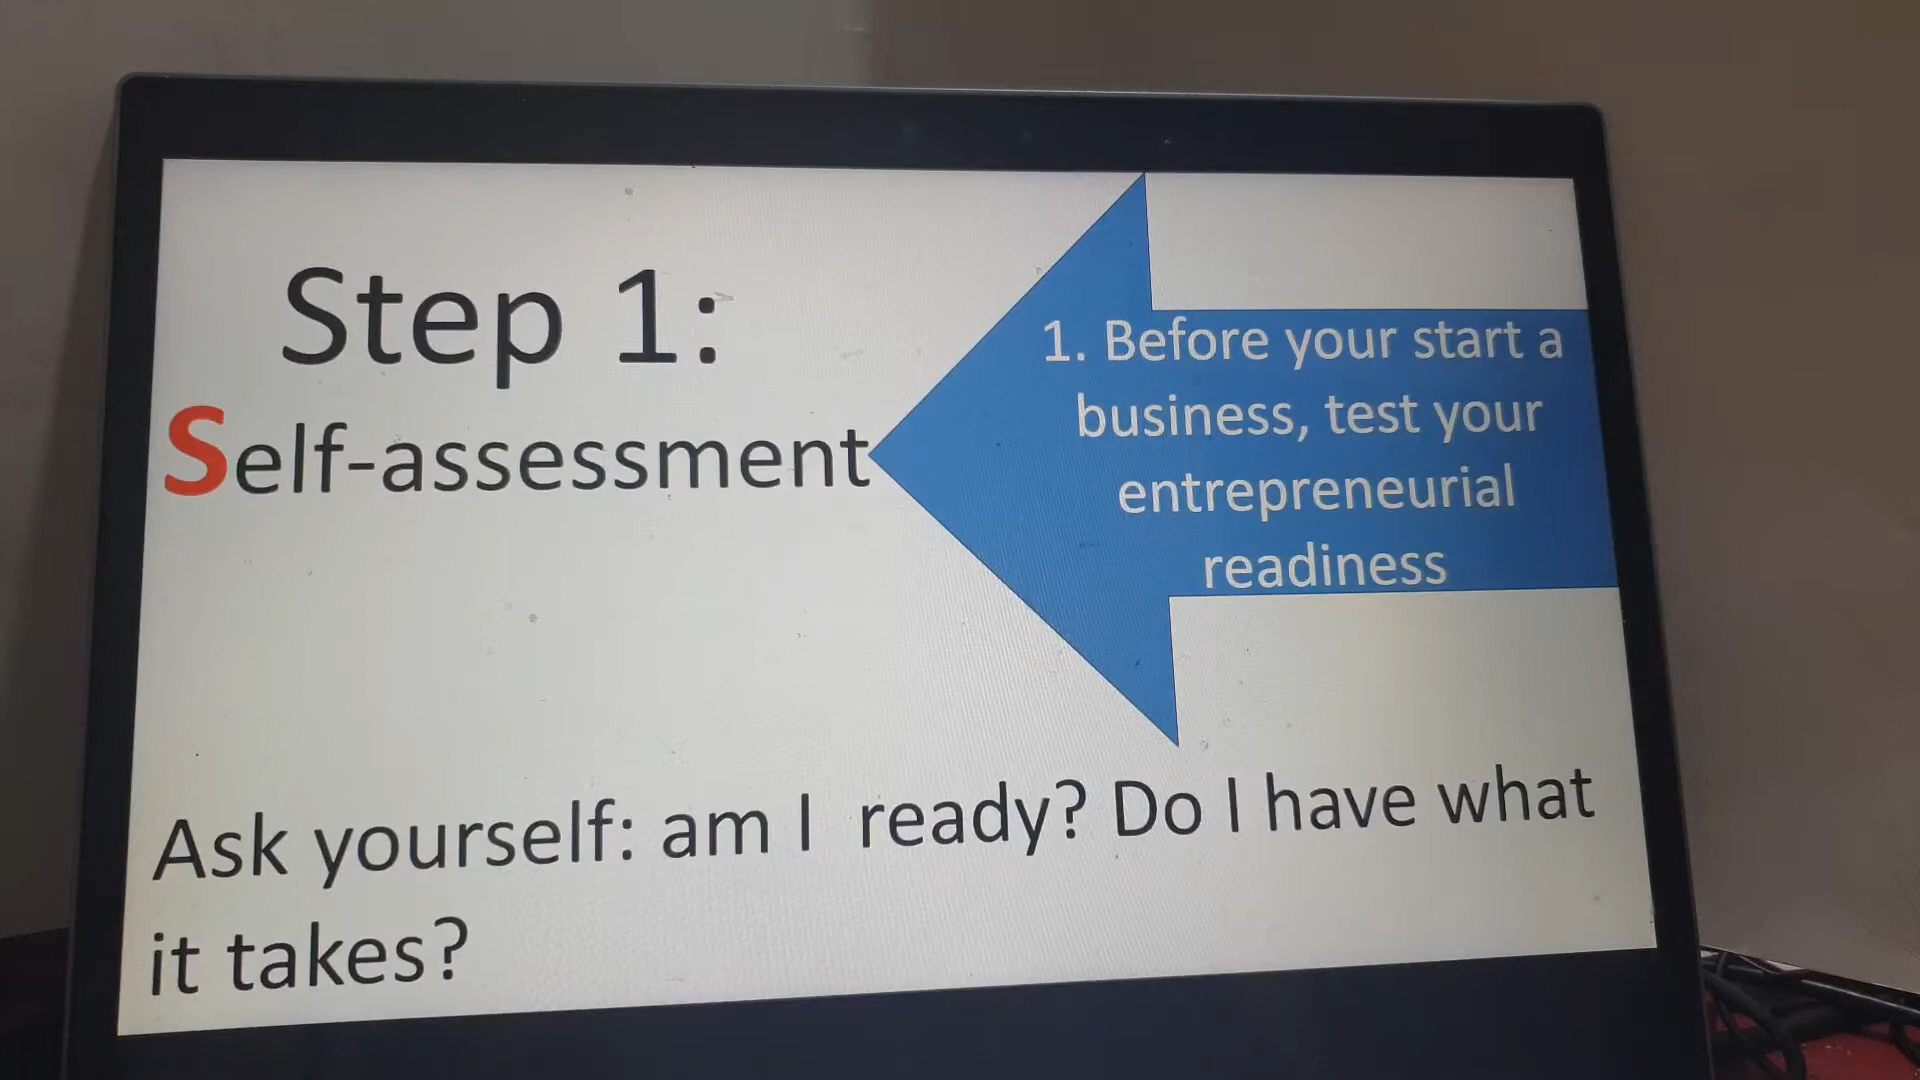 Step 1:
Self-assessment
1. Before your start a
business, test your
entrepreneurial
readiness
Ask yourself: am I ready? Do I have what
it takes?